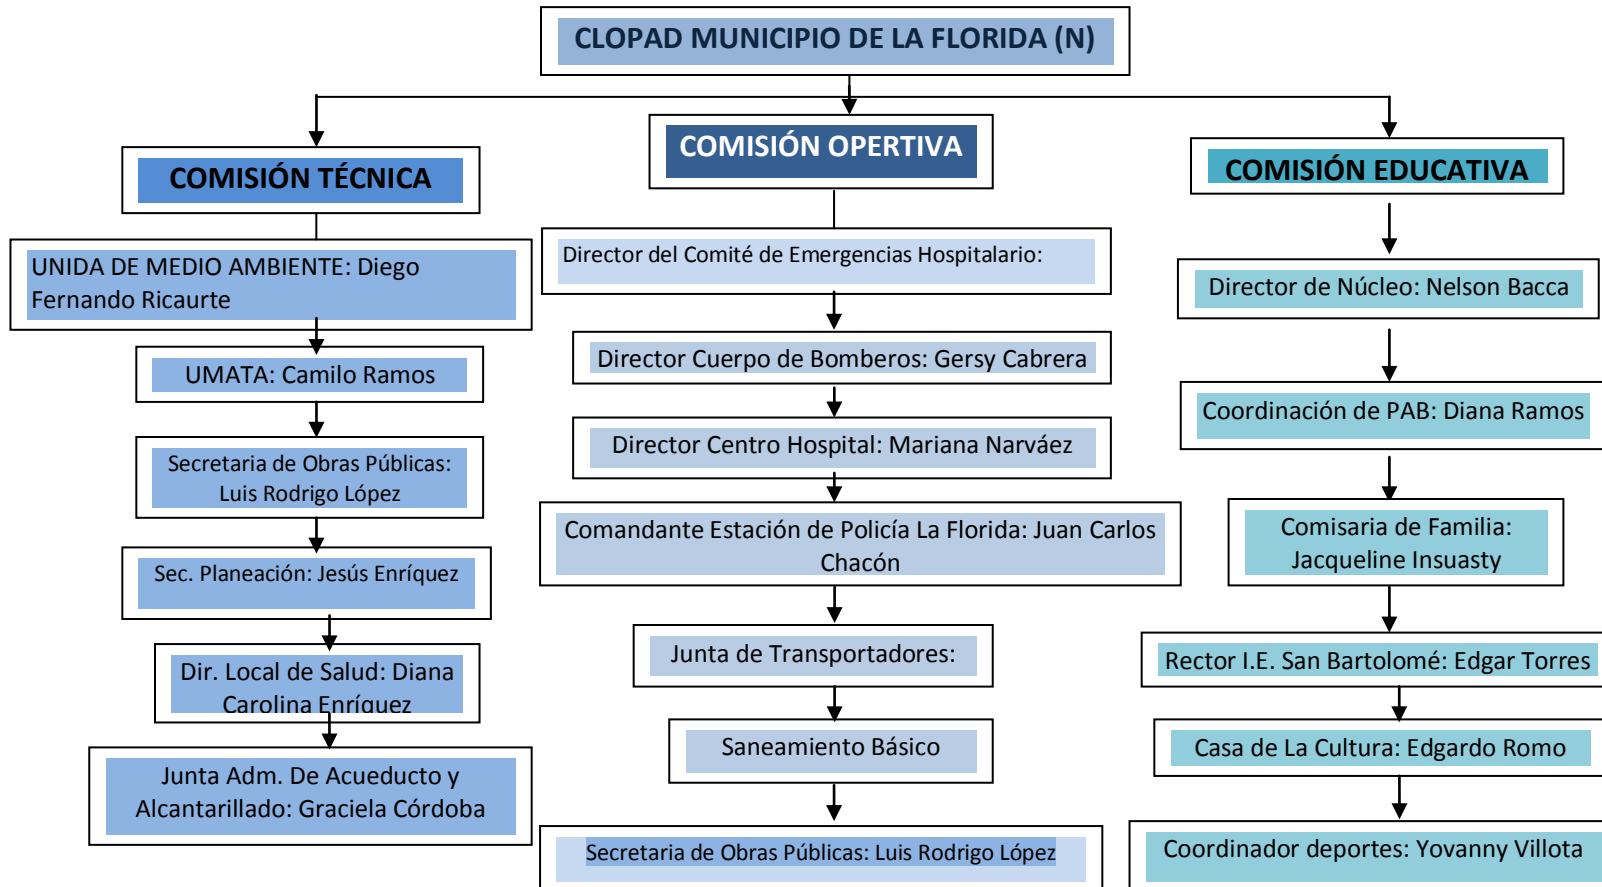 CLOPAD MUNICIPIO DE LA FLORIDA (N)
COMISIÓN TÉCNICA
UNIDA DE MEDIO AMBIENTE: Diego
Fernando Ricaurte
UMATA: Camilo Ramos
Secretaria de Obras Públicas:
Luis Rodrigo López
Sec. Planeación: Jesús Enríquez
Dir. Local de Salud: Diana
Carolina Enríquez
Junta Adm. De Acueducto y
Alcantarillado: Graciela Córdoba
COMISIÓN OPERTIVA
Director del Comité de Emergencias Hospitalario:
Director Cuerpo de Bomberos: Gersy Cabrera
Director Centro Hospital: Mariana Narváez
Comandante Estación de Policía La Florida: Juan Carlos
Chacón
Junta de Transportadores:
Saneamiento Básico
Secretaria de Obras Públicas: Luis Rodrigo López
COMISIÓN EDUCATIVA
Director de Núcleo: Nelson Bacca
Coordinación de PAB: Diana Ramos
Comisaria de Familia:
Jacqueline Insuasty
Rector I.E. San Bartolomé: Edgar Torres
Casa de La Cultura: Edgardo Romo
Coordinador deportes: Yovanny Villota